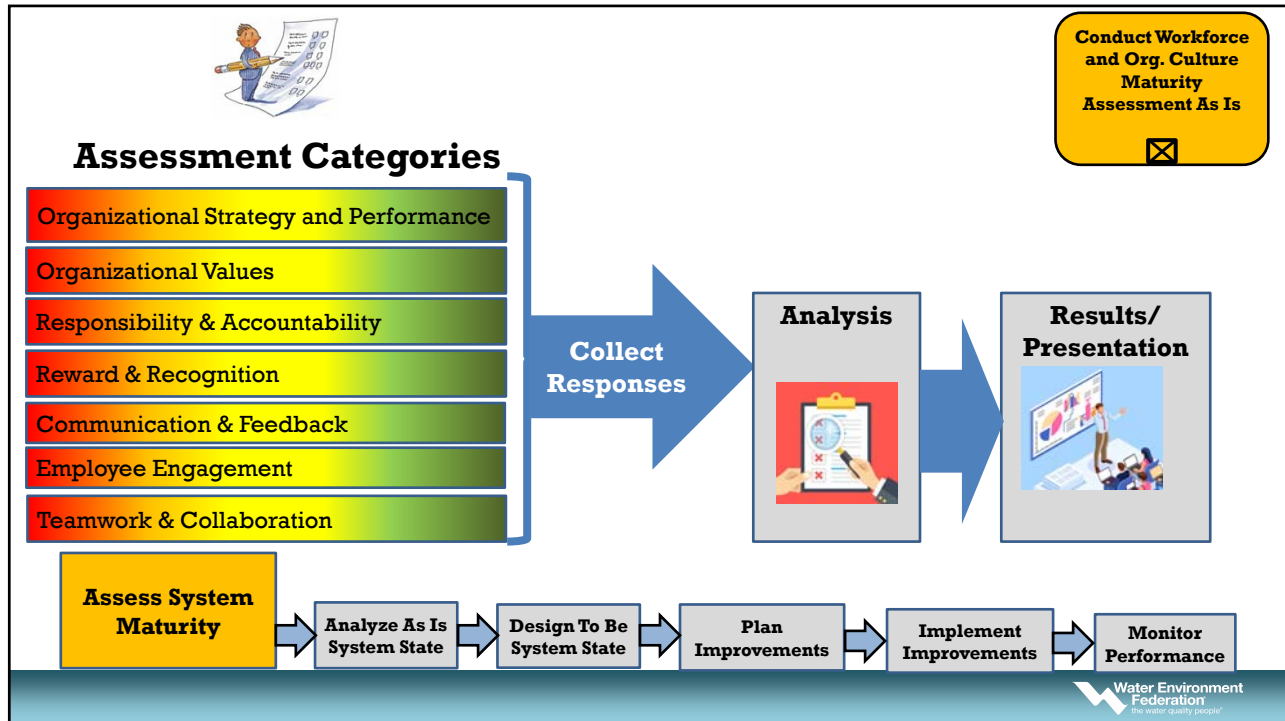 Conduct Workforce
and Org. Culture
Maturity
Assessment As Is
Assessment Categories
Organizational Strategy and Performance
Organizational Values
Responsibility & Accountability
Reward & Recognition
Communication & Feedback
Employee Engagement
Teamwork & Collaboration
Collect
Responses
Analysis
Results/
Presentation
Assess System
Maturity
Analyze As Is
System State
Design To Be
System State
Plan
Improvements
Implement
Improvements
Monitor
Performance
Water Environment
Federation
the water quality people®